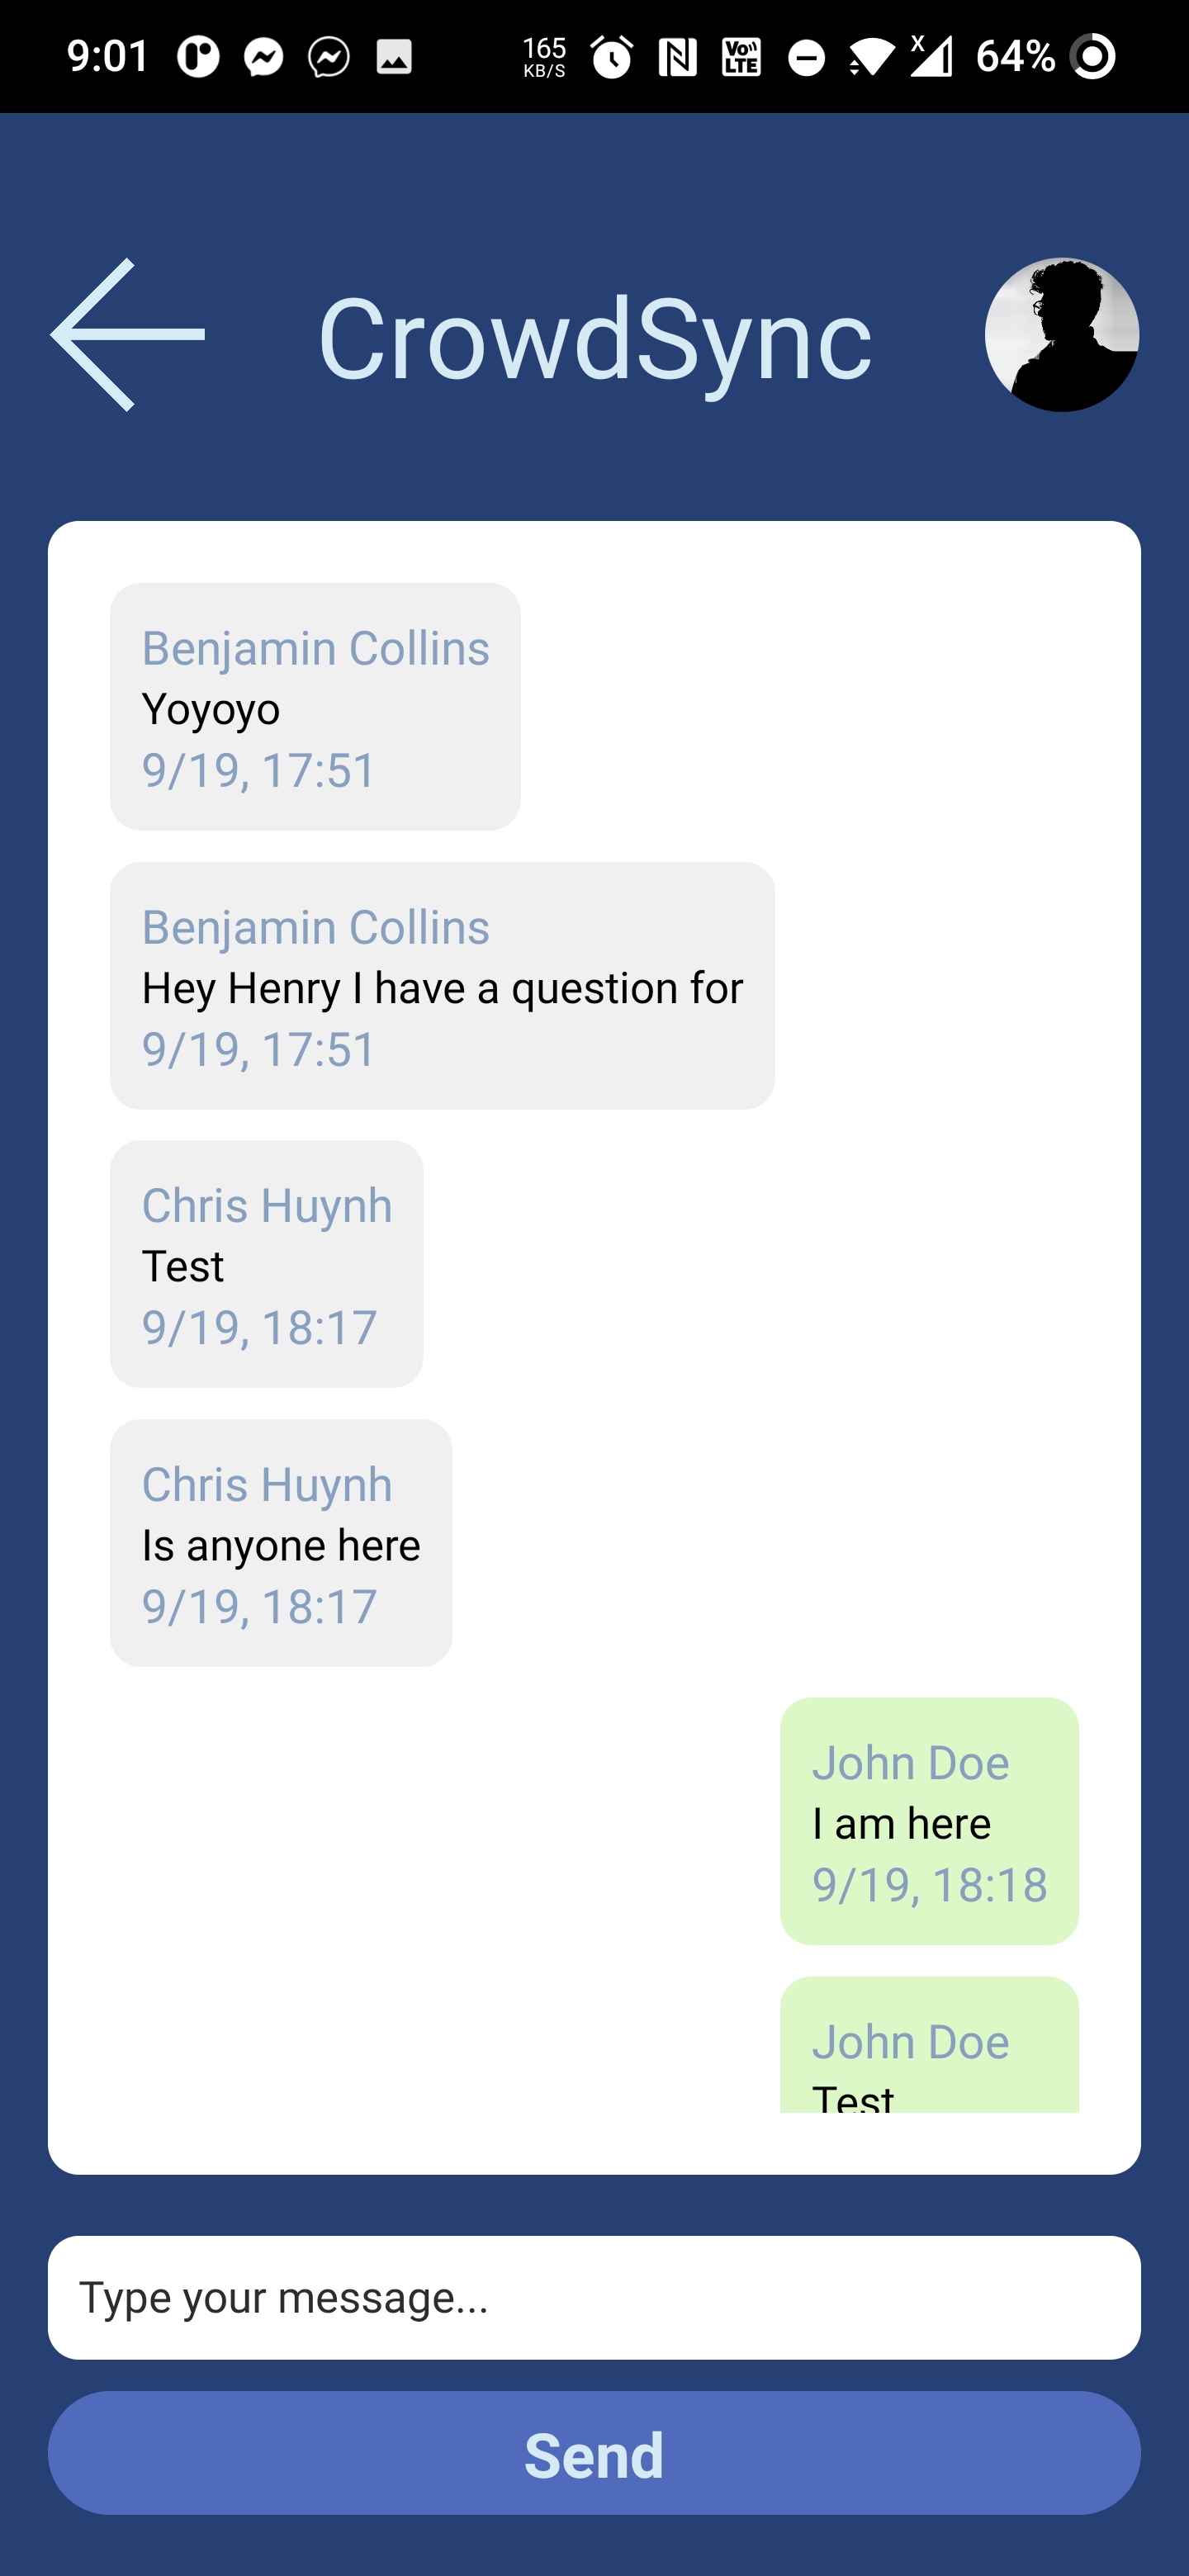 9:01 165 KB/S VoLTE X 64%
CrowdSync
Benjamin Collins
Yoyoyo
9/19, 17:51
Benjamin Collins
Hey Henry I have a question for
9/19, 17:51
Chris Huynh
Test
9/19, 18:17
Chris Huynh
Is anyone here
9/19, 18:17
John Doe
I am here
9/19, 18:18
John Doe
Test
Type your message...
Send